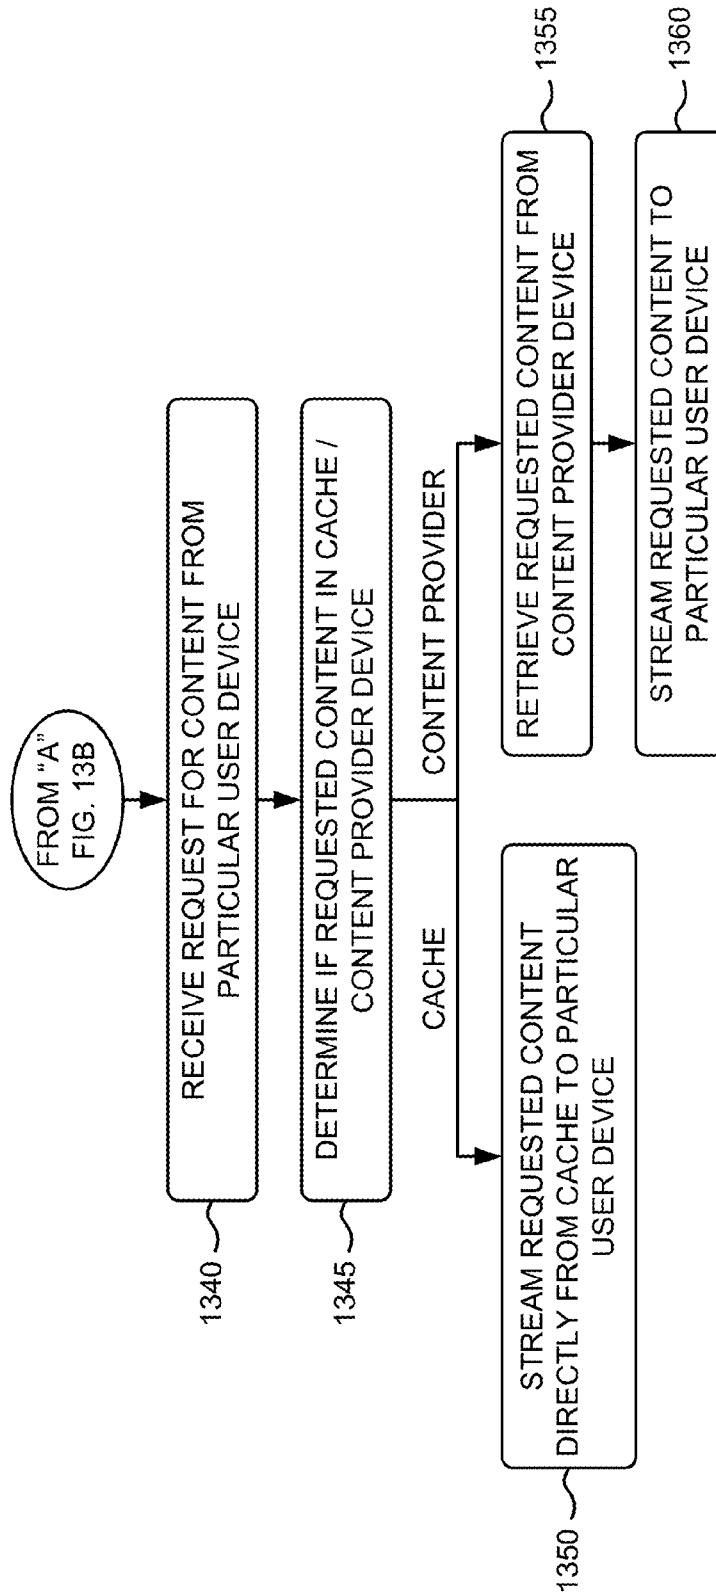 FROM "A"
FIG. 13B
RECEIVE REQUEST FOR CONTENT FROM
PARTICULAR USER DEVICE
1340
DETERMINE IF REQUESTED CONTENT IN CACHE /
CONTENT PROVIDER DEVICE
1345
CACHE
CONTENT PROVIDER
STREAM REQUESTED CONTENT
DIRECTLY FROM CACHE TO PARTICULAR
USER DEVICE
1350
RETRIEVE REQUESTED CONTENT FROM
CONTENT PROVIDER DEVICE
1355
STREAM REQUESTED CONTENT TO
PARTICULAR USER DEVICE
1360